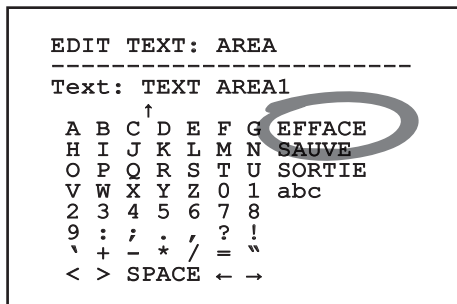 EDIT TEXT: AREA
------------------------
Text: TEXT AREA1
↑
A B C D E F G EFFACE
H I J K L M N SAUVE
O P Q R S T U SORTIE
V W X Y Z 0 1 abc
2 3 4 5 6 7 8
9 : ; . , ? !
‵ + - * / = ‶
< > SPACE ← →